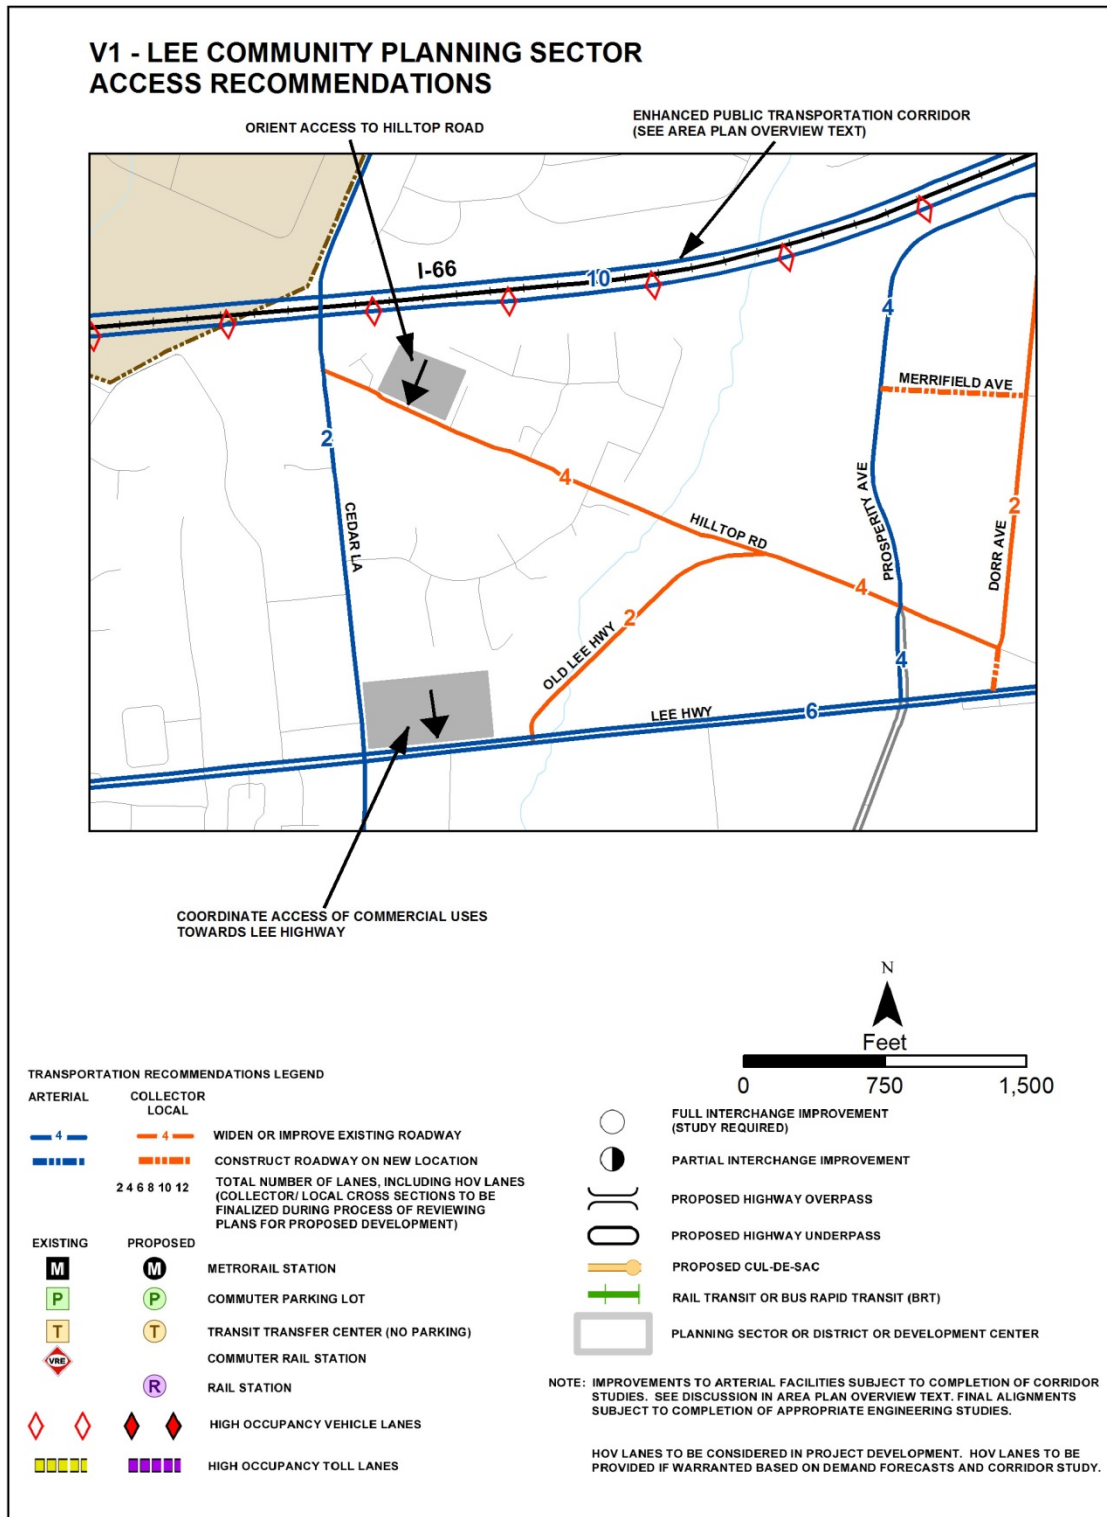 V1 - LEE COMMUNITY PLANNING SECTOR
ACCESS RECOMMENDATIONS
ORIENT ACCESS TO HILLTOP ROAD
ENHANCED PUBLIC TRANSPORTATION CORRIDOR
(SEE AREA PLAN OVERVIEW TEXT)
I-66
10
4
MERRIFIELD AVE
2
CEDAR LA
4
HILLTOP RD
PROSPERITY AVE
2
DORR AVE
4
OLD LEE HWY
2
4
LEE HWY
6
COORDINATE ACCESS OF COMMERCIAL USES
TOWARDS LEE HIGHWAY
N
Feet
0 750 1,500
TRANSPORTATION RECOMMENDATIONS LEGEND
ARTERIAL
COLLECTOR
LOCAL
4 4 WIDEN OR IMPROVE EXISTING ROADWAY
CONSTRUCT ROADWAY ON NEW LOCATION
2 4 6 8 10 12 TOTAL NUMBER OF LANES, INCLUDING HOV LANES
(COLLECTOR/ LOCAL CROSS SECTIONS TO BE
FINALIZED DURING PROCESS OF REVIEWING
PLANS FOR PROPOSED DEVELOPMENT)
EXISTING PROPOSED
M M METRORAIL STATION
P P COMMUTER PARKING LOT
T T TRANSIT TRANSFER CENTER (NO PARKING)
VRE COMMUTER RAIL STATION
R RAIL STATION
HIGH OCCUPANCY VEHICLE LANES
HIGH OCCUPANCY TOLL LANES
FULL INTERCHANGE IMPROVEMENT
(STUDY REQUIRED)
PARTIAL INTERCHANGE IMPROVEMENT
PROPOSED HIGHWAY OVERPASS
PROPOSED HIGHWAY UNDERPASS
PROPOSED CUL-DE-SAC
RAIL TRANSIT OR BUS RAPID TRANSIT (BRT)
PLANNING SECTOR OR DISTRICT OR DEVELOPMENT CENTER
NOTE: IMPROVEMENTS TO ARTERIAL FACILITIES SUBJECT TO COMPLETION OF CORRIDOR
STUDIES. SEE DISCUSSION IN AREA PLAN OVERVIEW TEXT. FINAL ALIGNMENTS
SUBJECT TO COMPLETION OF APPROPRIATE ENGINEERING STUDIES.
HOV LANES TO BE CONSIDERED IN PROJECT DEVELOPMENT. HOV LANES TO BE
PROVIDED IF WARRANTED BASED ON DEMAND FORECASTS AND CORRIDOR STUDY.